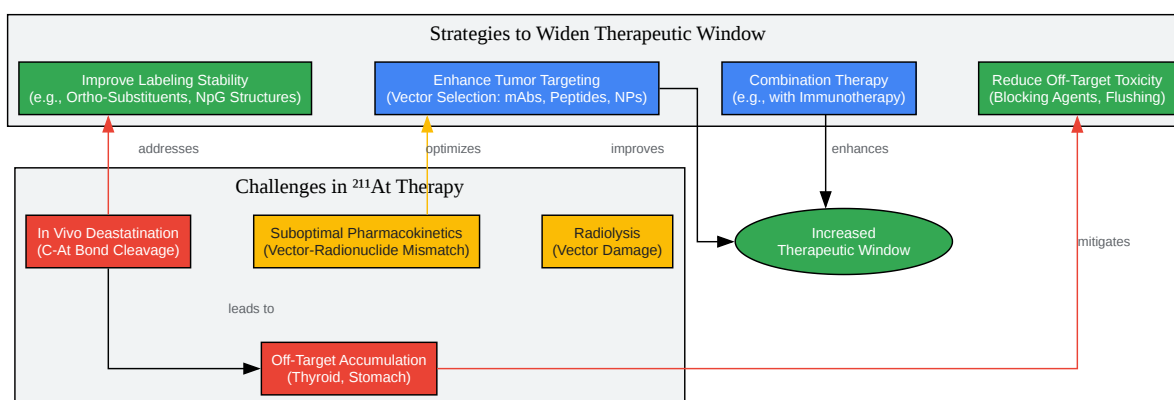 Strategies to Widen Therapeutic Window
Improve Labeling Stability
(e.g., Ortho-Substituents, NpG Structures)
Enhance Tumor Targeting
(Vector Selection: mAbs, Peptides, NPs)
Combination Therapy
(e.g., with Immunotherapy)
Reduce Off-Target Toxicity
(Blocking Agents, Flushing)
addresses
optimizes
improves
enhances
Challenges in ²¹¹At Therapy
In Vivo Deastatination
(C-At Bond Cleavage)
Suboptimal Pharmacokinetics
(Vector-Radionuclide Mismatch)
Radiolysis
(Vector Damage)
Increased
Therapeutic Window
mitigates
leads to
Off-Target Accumulation
(Thyroid, Stomach)